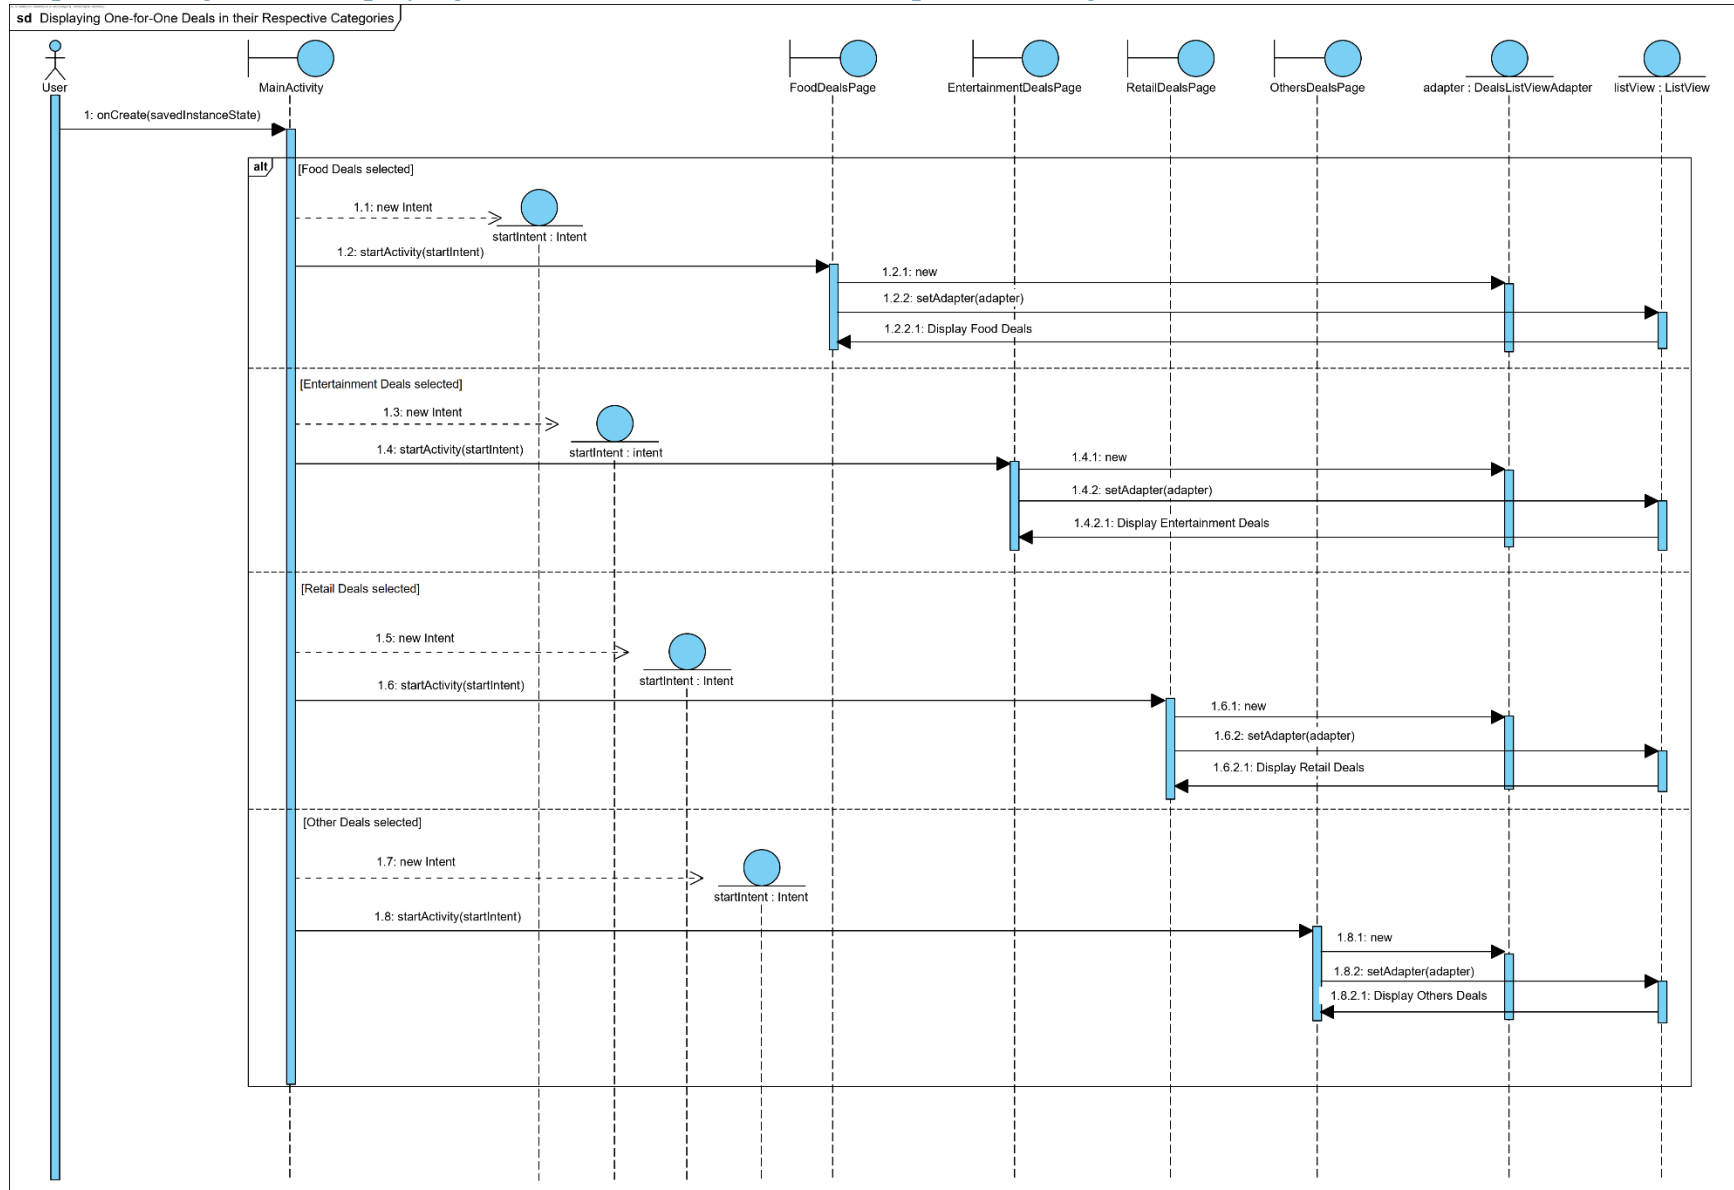 sd Displaying One-for-One Deals in their Respective Categories
User
MainActivity
FoodDealsPage
EntertainmentDealsPage
RetailDealsPage
OthersDealsPage
adapter : DealsListViewAdapter
listView : ListView
1: onCreate(savedInstanceState)
alt
[Food Deals selected]
1.1: new Intent
startIntent : Intent
1.2: startActivity(startIntent)
1.2.1: new
1.2.2: setAdapter(adapter)
1.2.2.1: Display Food Deals
[Entertainment Deals selected]
1.3: new Intent
startIntent : intent
1.4: startActivity(startIntent)
1.4.1: new
1.4.2: setAdapter(adapter)
1.4.2.1: Display Entertainment Deals
[Retail Deals selected]
1.5: new Intent
startIntent : Intent
1.6: startActivity(startIntent)
1.6.1: new
1.6.2: setAdapter(adapter)
1.6.2.1: Display Retail Deals
[Other Deals selected]
1.7: new Intent
startIntent : Intent
1.8: startActivity(startIntent)
1.8.1: new
1.8.2: setAdapter(adapter)
1.8.2.1: Display Others Deals